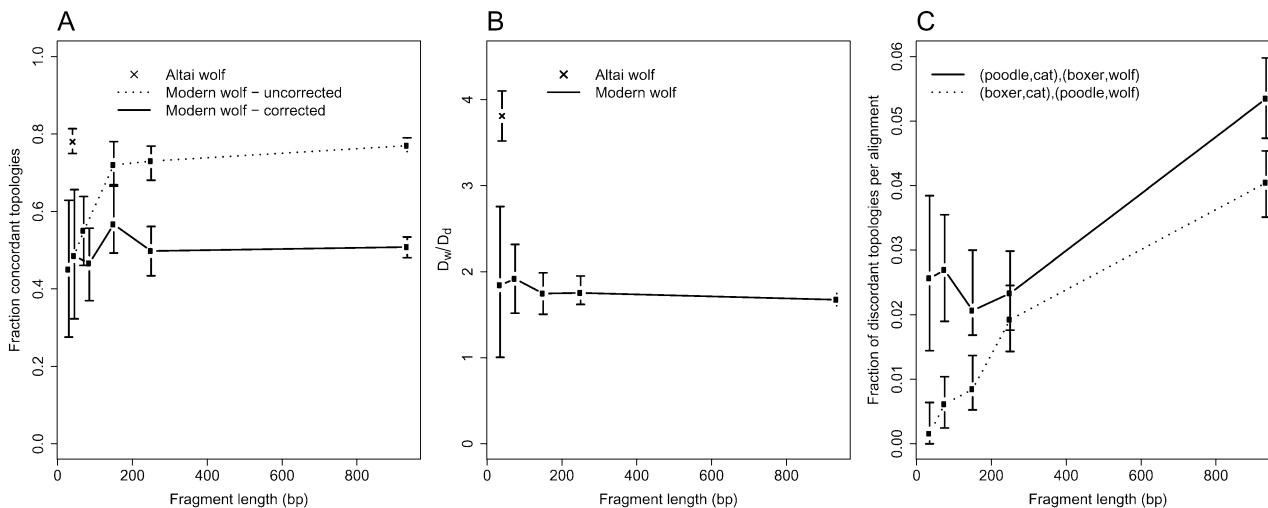 A
Fraction concordant topologies
1.0
0.8
0.6
0.4
0.2
0.0
Altai wolf
Modern wolf − uncorrected
Modern wolf − corrected
0 200 400 600 800
Fragment length (bp)
B
Dw/Dd
4
3
2
1
0
Altai wolf
Modern wolf
0 200 400 600 800
Fragment length (bp)
C
Fraction of discordant topologies per alignment
0.06
0.05
0.04
0.03
0.02
0.01
0.00
(poodle,cat),(boxer,wolf)
(boxer,cat),(poodle,wolf)
0 200 400 600 800
Fragment length (bp)